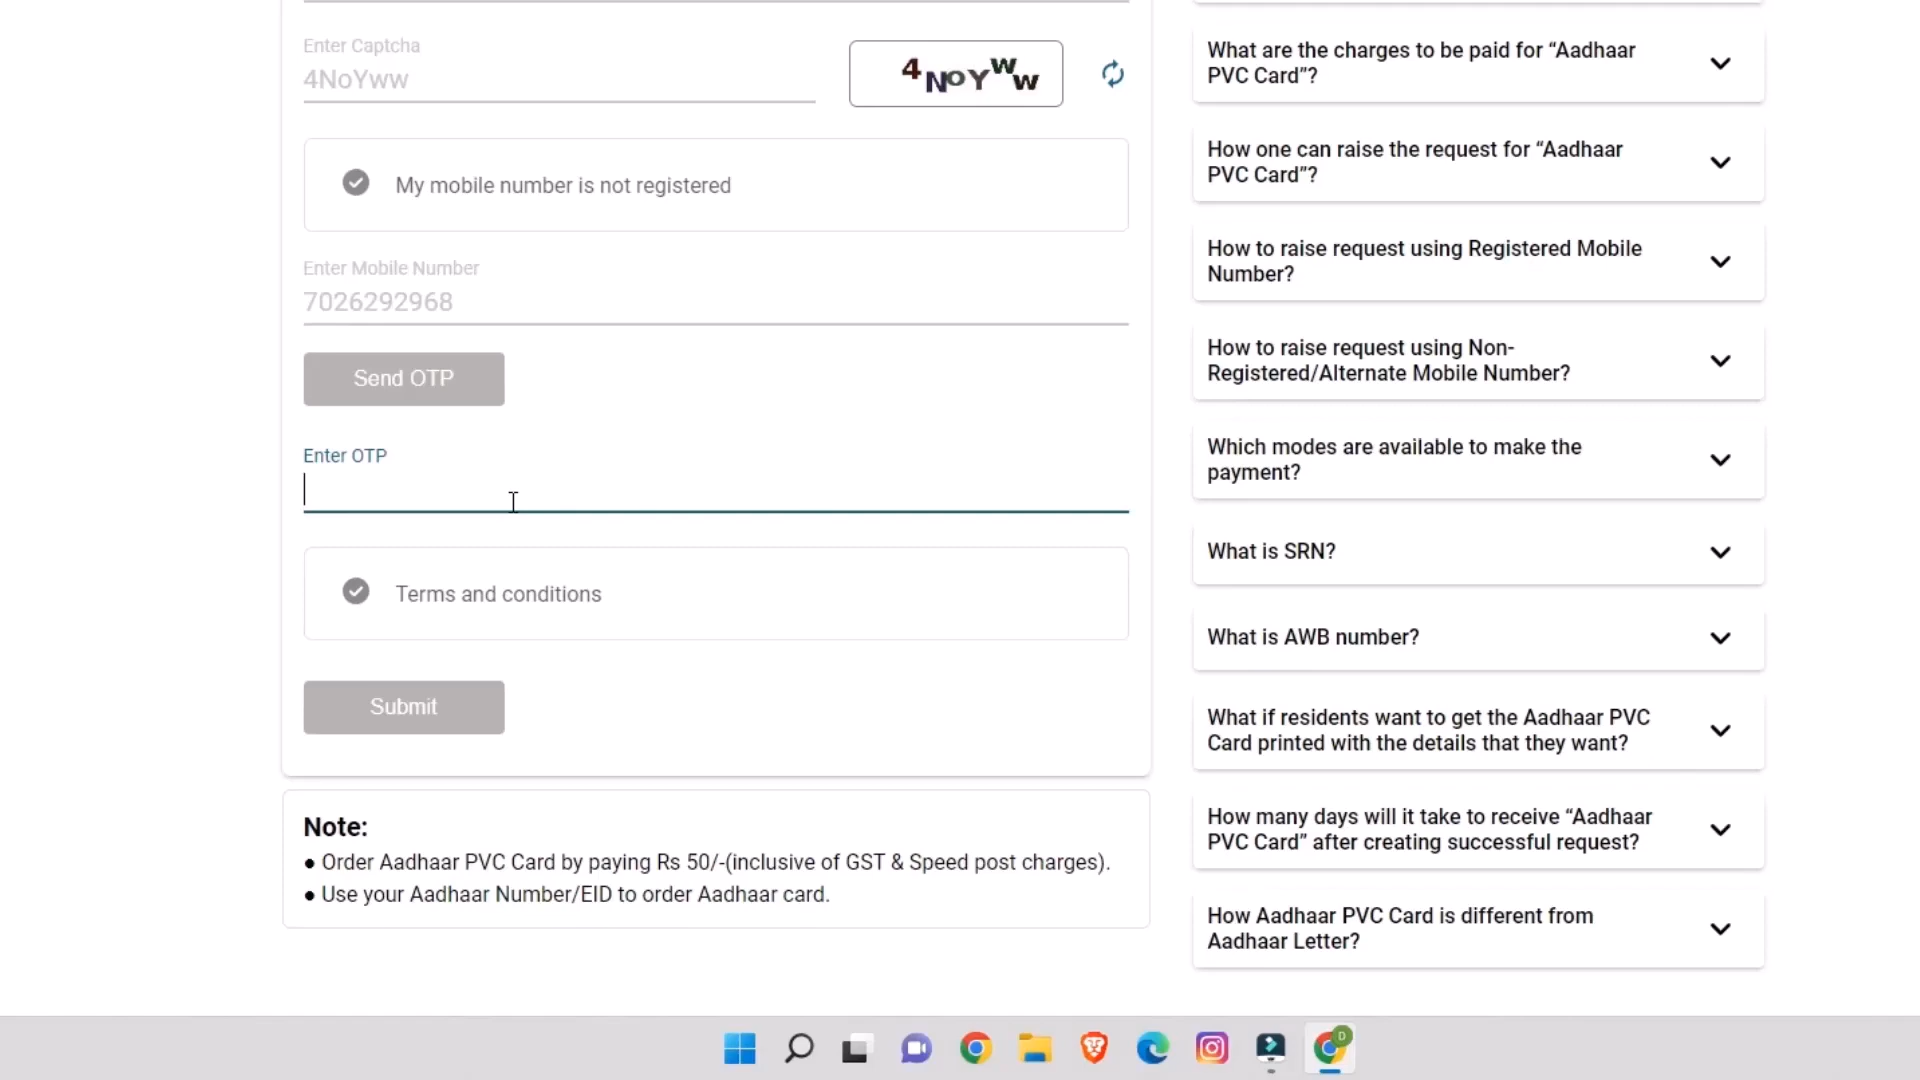 Enter Captcha
4NoYww
4NoYww
My mobile number is not registered
Enter Mobile Number
7026292968
Send OTP
Enter OTP
Terms and conditions
Submit
Note:
● Order Aadhaar PVC Card by paying Rs 50/-(inclusive of GST & Speed post charges).
● Use your Aadhaar Number/EID to order Aadhaar card.
What are the charges to be paid for “Aadhaar
PVC Card”?
How one can raise the request for “Aadhaar
PVC Card”?
How to raise request using Registered Mobile
Number?
How to raise request using Non-
Registered/Alternate Mobile Number?
Which modes are available to make the
payment?
What is SRN?
What is AWB number?
What if residents want to get the Aadhaar PVC
Card printed with the details that they want?
How many days will it take to receive “Aadhaar
PVC Card” after creating successful request?
How Aadhaar PVC Card is different from
Aadhaar Letter?
D